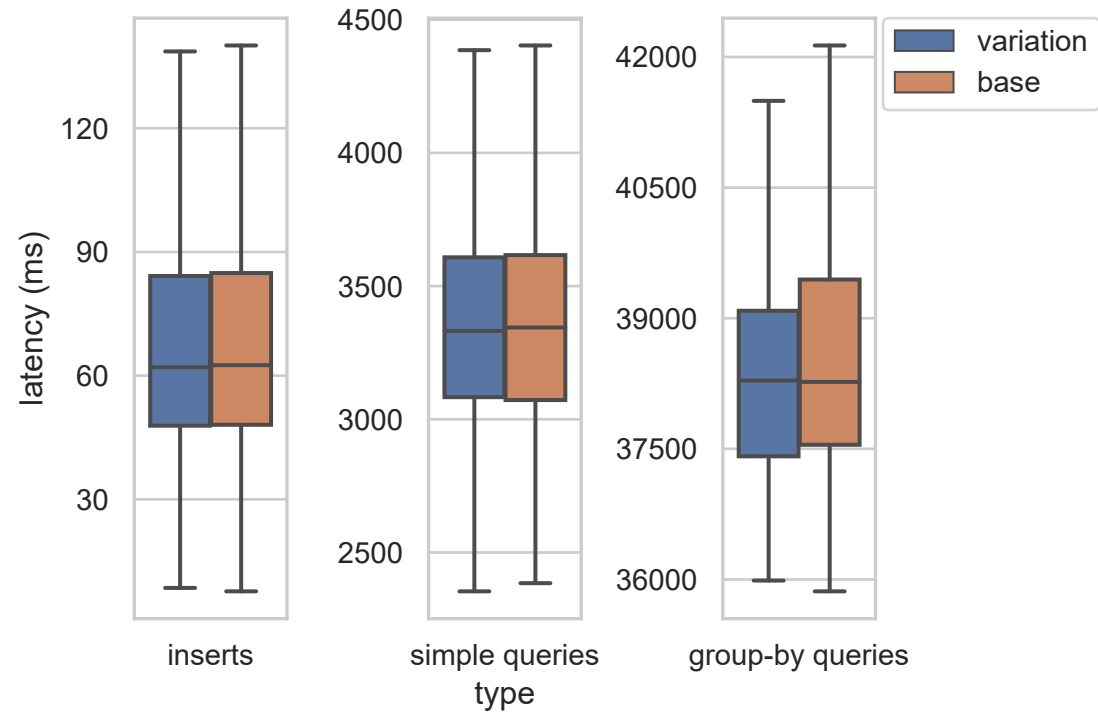 variation
base
latency (ms)
120
90
60
30
inserts
4500
4000
3500
3000
2500
simple queries
42000
40500
39000
37500
36000
group-by queries
type